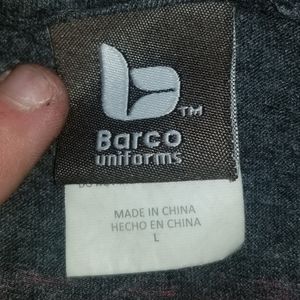 TM
Barco
uniforms
MADE IN CHINA
HECHO EN CHINA
L